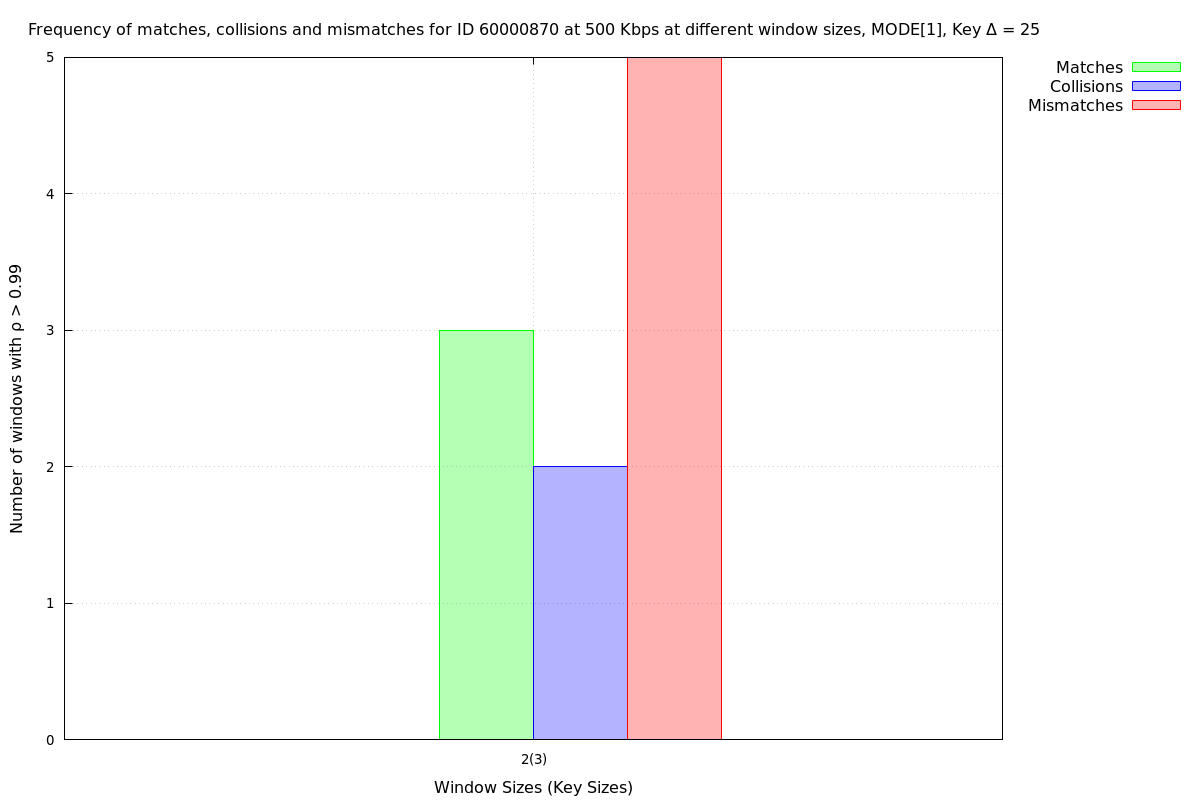 Frequency of matches, collisions and mismatches for ID 60000870 at 500 Kbps at different window sizes, MODE[1], Key Δ = 25
Matches
Collisions
Mismatches
Number of windows with ρ > 0.99
5
4
3
2
1
0
2(3)
Window Sizes (Key Sizes)